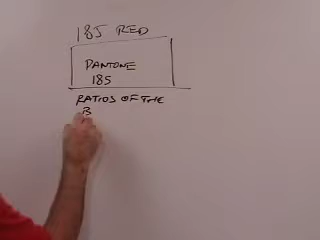 185 RED
PANTONE
185
RATIOS OF THE
B